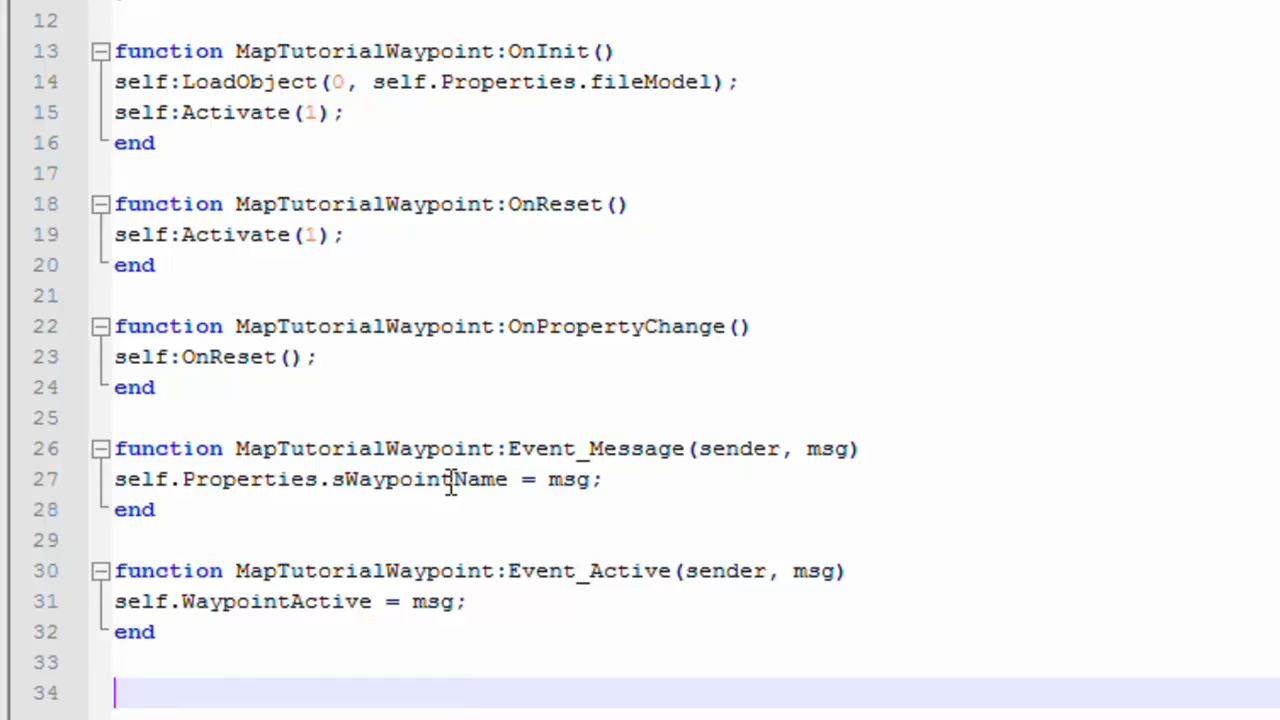 12
13 function MapTutorialWaypoint:OnInit()
14 self:LoadObject(0, self.Properties.fileModel);
15 self:Activate(1);
16 end
17
18 function MapTutorialWaypoint:OnReset()
19 self:Activate(1);
20 end
21
22 function MapTutorialWaypoint:OnPropertyChange()
23 self:OnReset();
24 end
25
26 function MapTutorialWaypoint:Event_Message(sender, msg)
27 self.Properties.sWaypointName = msg;
28 end
29
30 function MapTutorialWaypoint:Event_Active(sender, msg)
31 self.WaypointActive = msg;
32 end
33
34